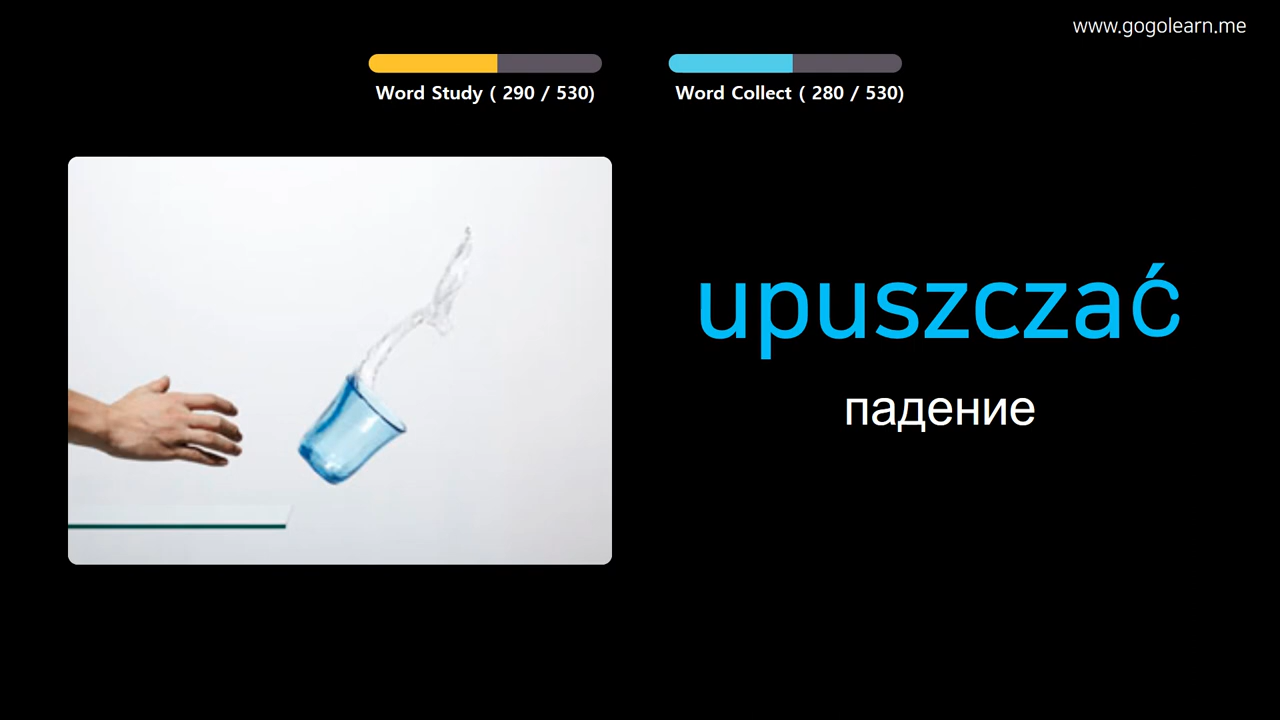 www.gogolearn.me
Word Study ( 290 / 530)
Word Collect ( 280 / 530)
upuszczać
падение